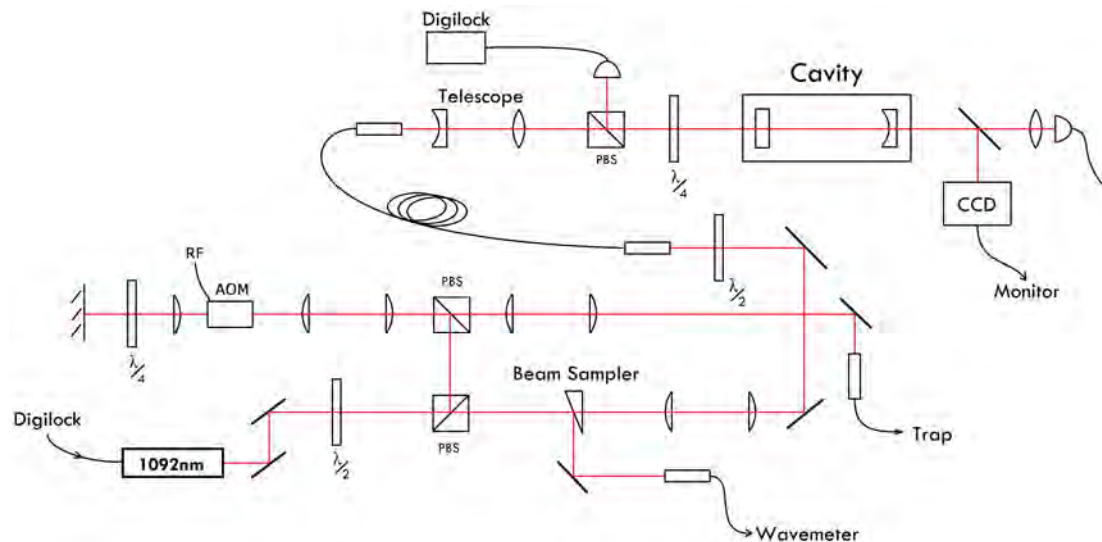 Digilock
Cavity
Telescope
PBS
λ/4
CCD
RF
AOM
PBS
λ/2
Monitor
λ/4
Beam Sampler
Digilock
1092nm
λ/2
PBS
Trap
Wavemeter